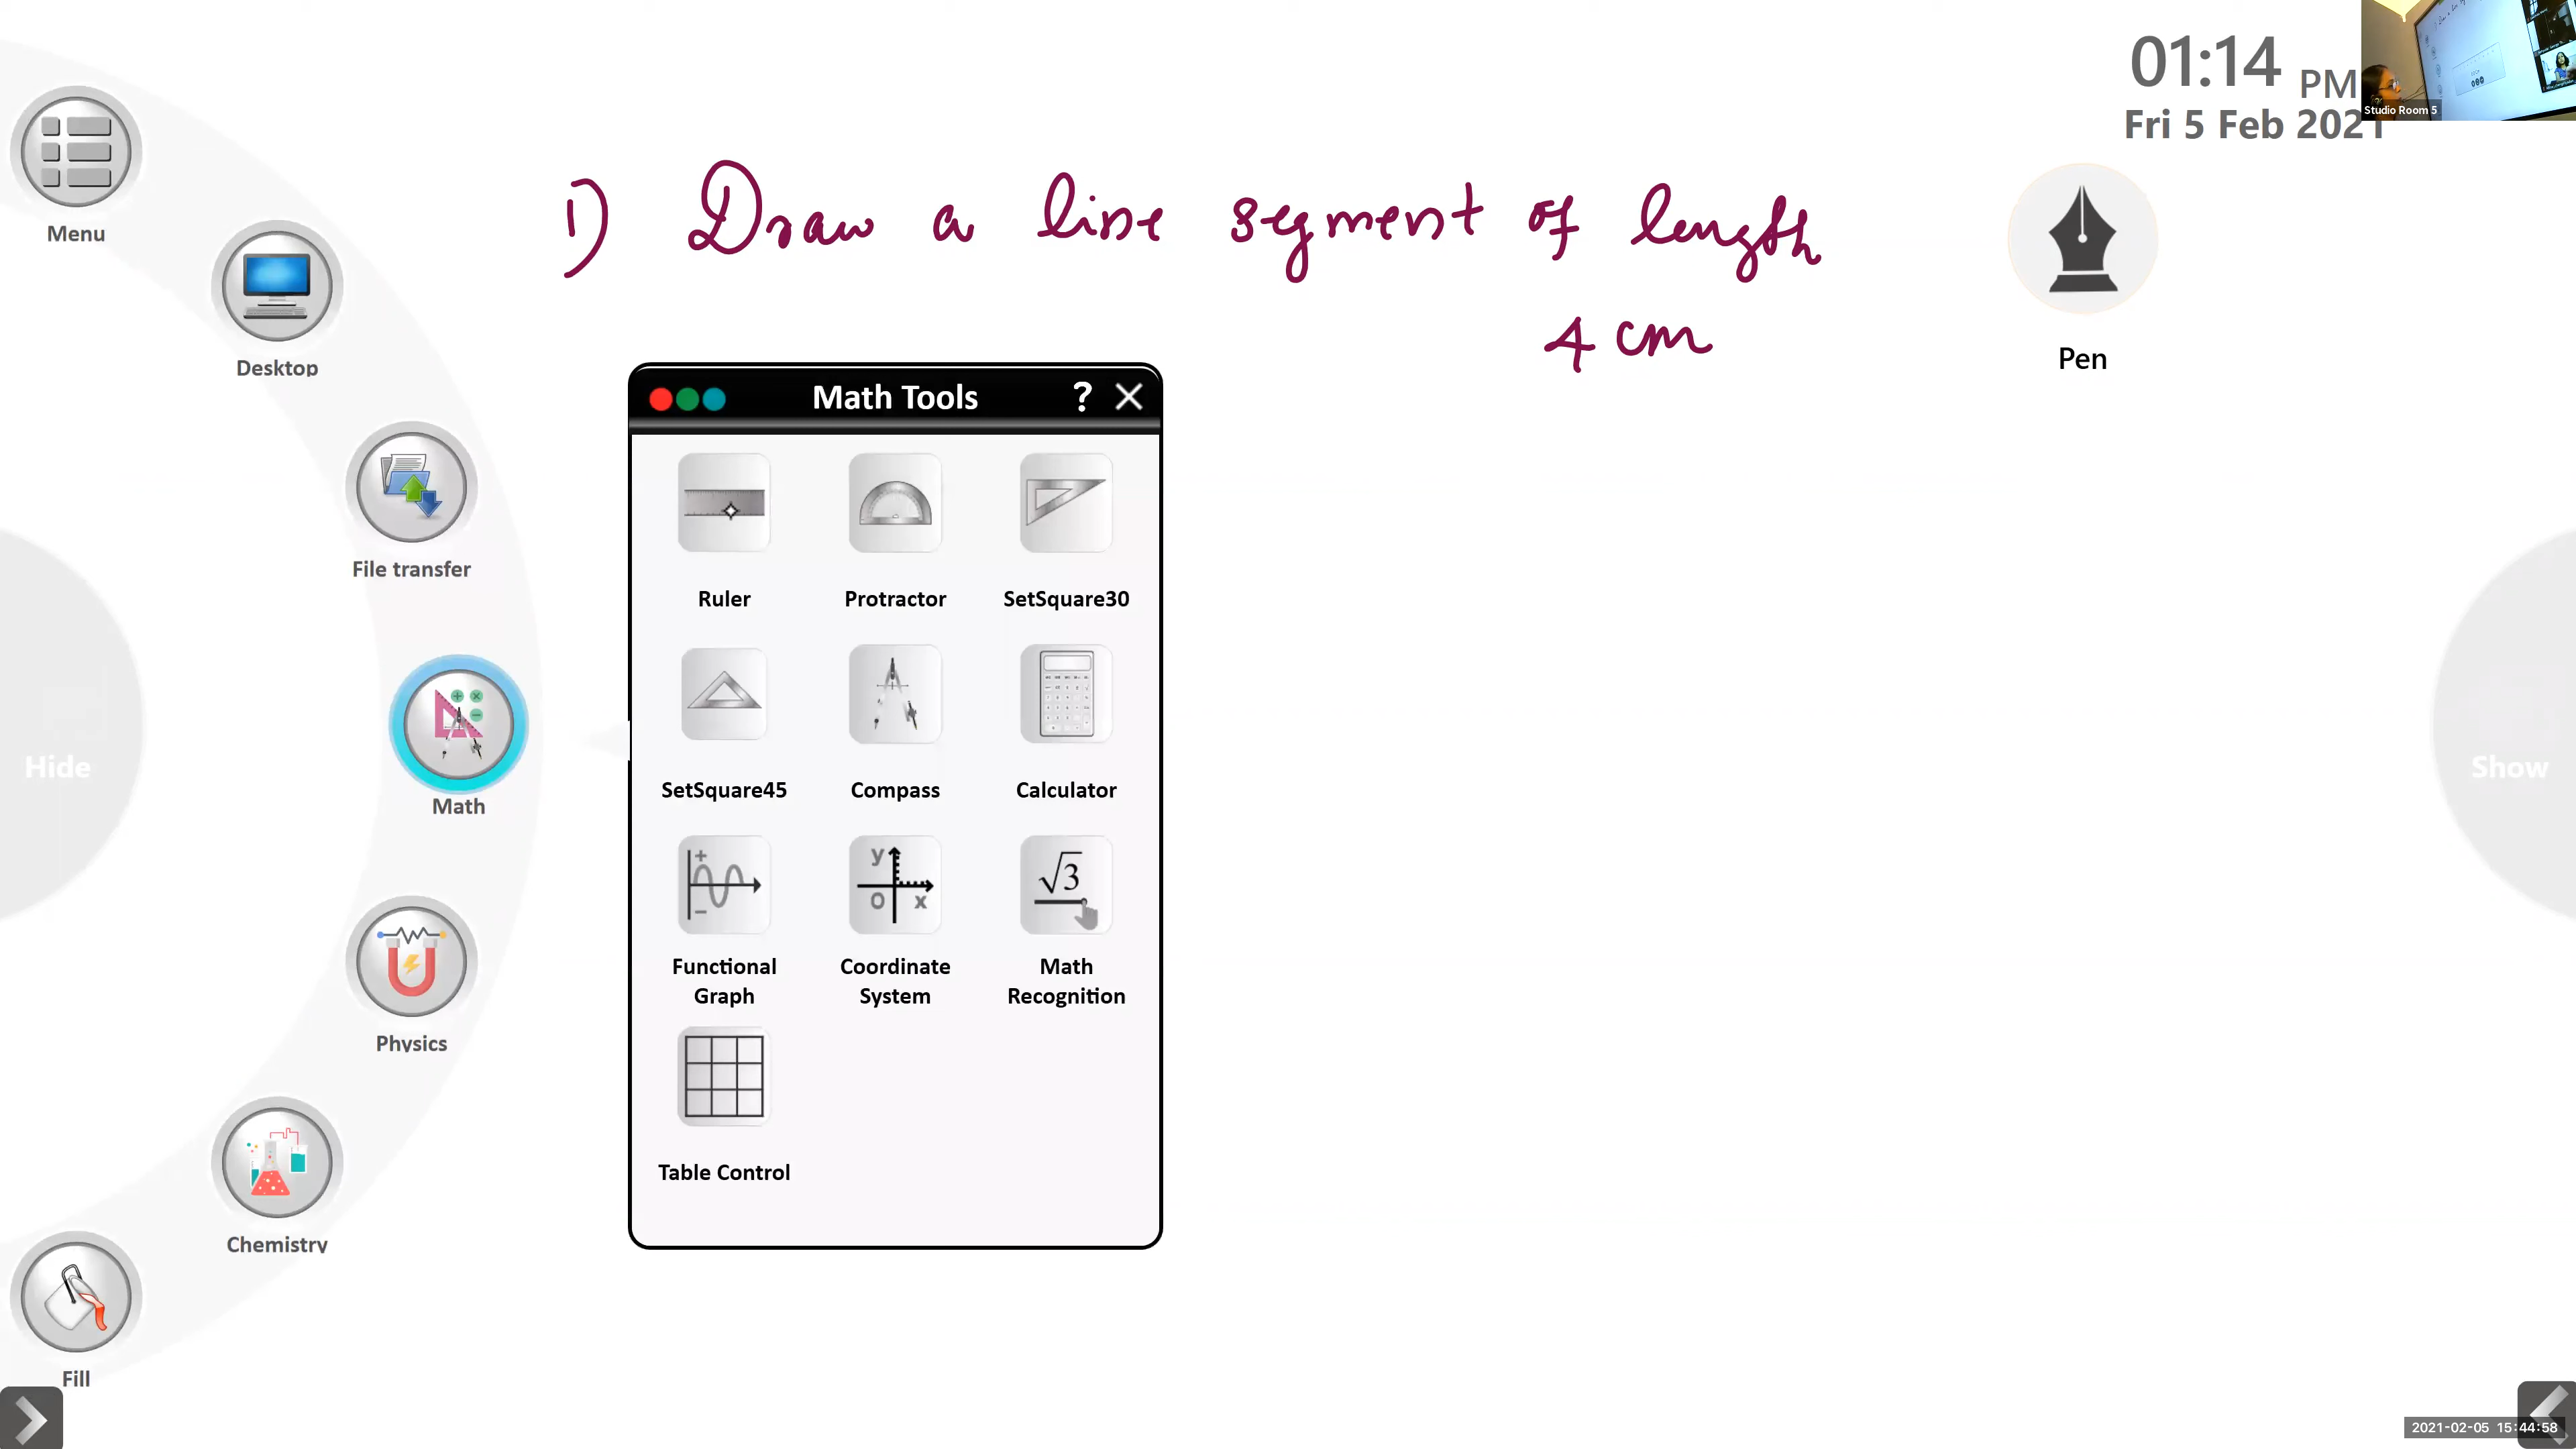 01:14 PM
Fri 5 Feb 2021
Studio Room 5
1) Draw a line segment of length
4 cm
Pen
Menu
Desktop
File transfer
Math
Physics
Chemistry
Fill
Hide
Show
Math Tools ? X
Ruler Protractor SetSquare30
SetSquare45 Compass Calculator
+ - y O x √3
Functional Graph
Coordinate System
Math Recognition
Table Control
2021-02-05 15:44:58